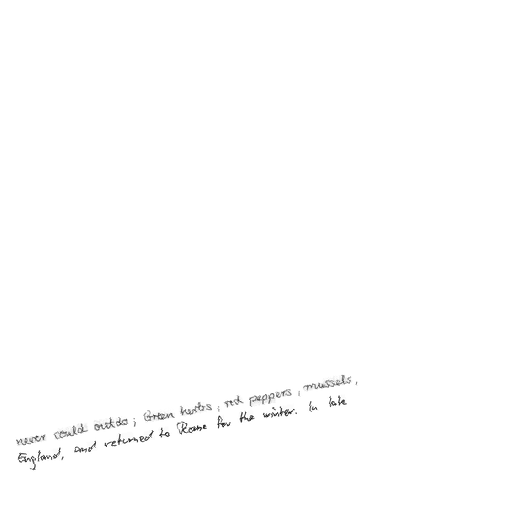 never could outdo; Green herbs, red peppers, mussels,
England, and returned to Rome for the winter. In late